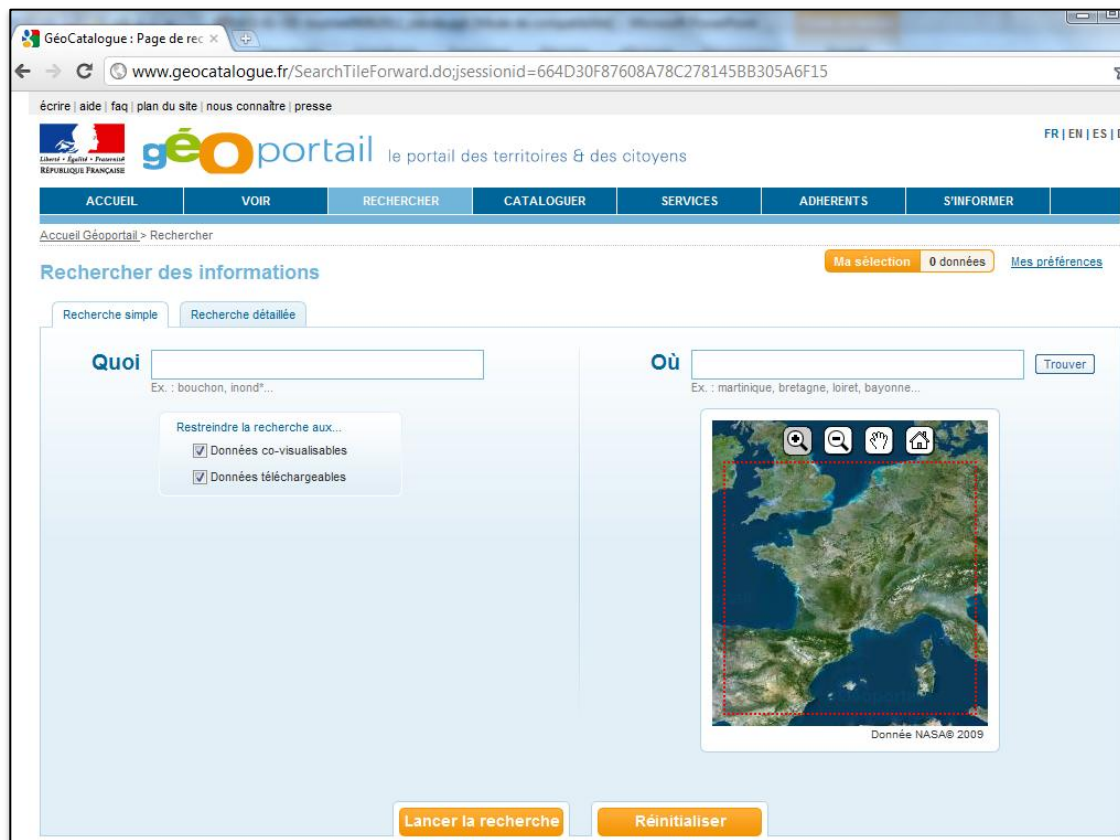 GéoCatalogue : Page de rec
www.geocatalogue.fr/SearchTileForward.do;jsessionid=664D30F87608A78C278145BB305A6F15
écrire | aide | faq | plan du site | nous connaître | presse
FR | EN | ES |
Liberté • Égalité • Fraternité
RÉPUBLIQUE FRANÇAISE
géoportail le portail des territoires & des citoyens
ACCUEIL VOIR RECHERCHER CATALOGUER SERVICES ADHERENTS S'INFORMER
Accueil Géoportail > Rechercher
Rechercher des informations
Ma sélection 0 données Mes préférences
Recherche simple Recherche détaillée
Quoi
Ex. : bouchon, inond*...
Restreindre la recherche aux...
Données co-visualisables
Données téléchargeables
Où
Trouver
Ex. : martinique, bretagne, loiret, bayonne...
Donnée NASA® 2009
Lancer la recherche Réinitialiser